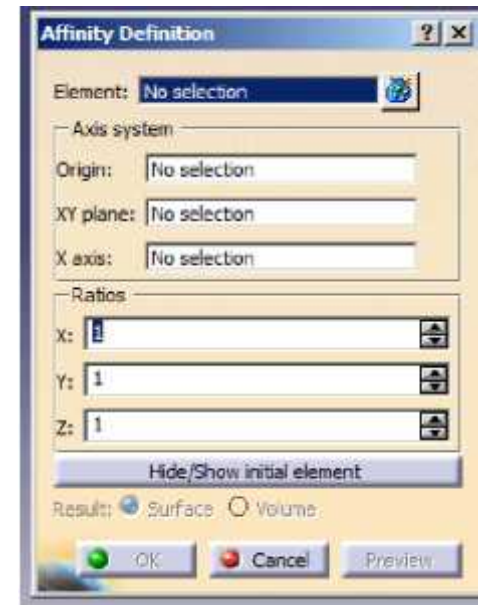 Affinity Definition ? ×
Element: No selection
Axis system
Origin: No selection
XY plane: No selection
X axis: No selection
Ratios
X: 1
Y: 1
Z: 1
Hide/Show initial element
Result: Surface Volume
OK Cancel Preview